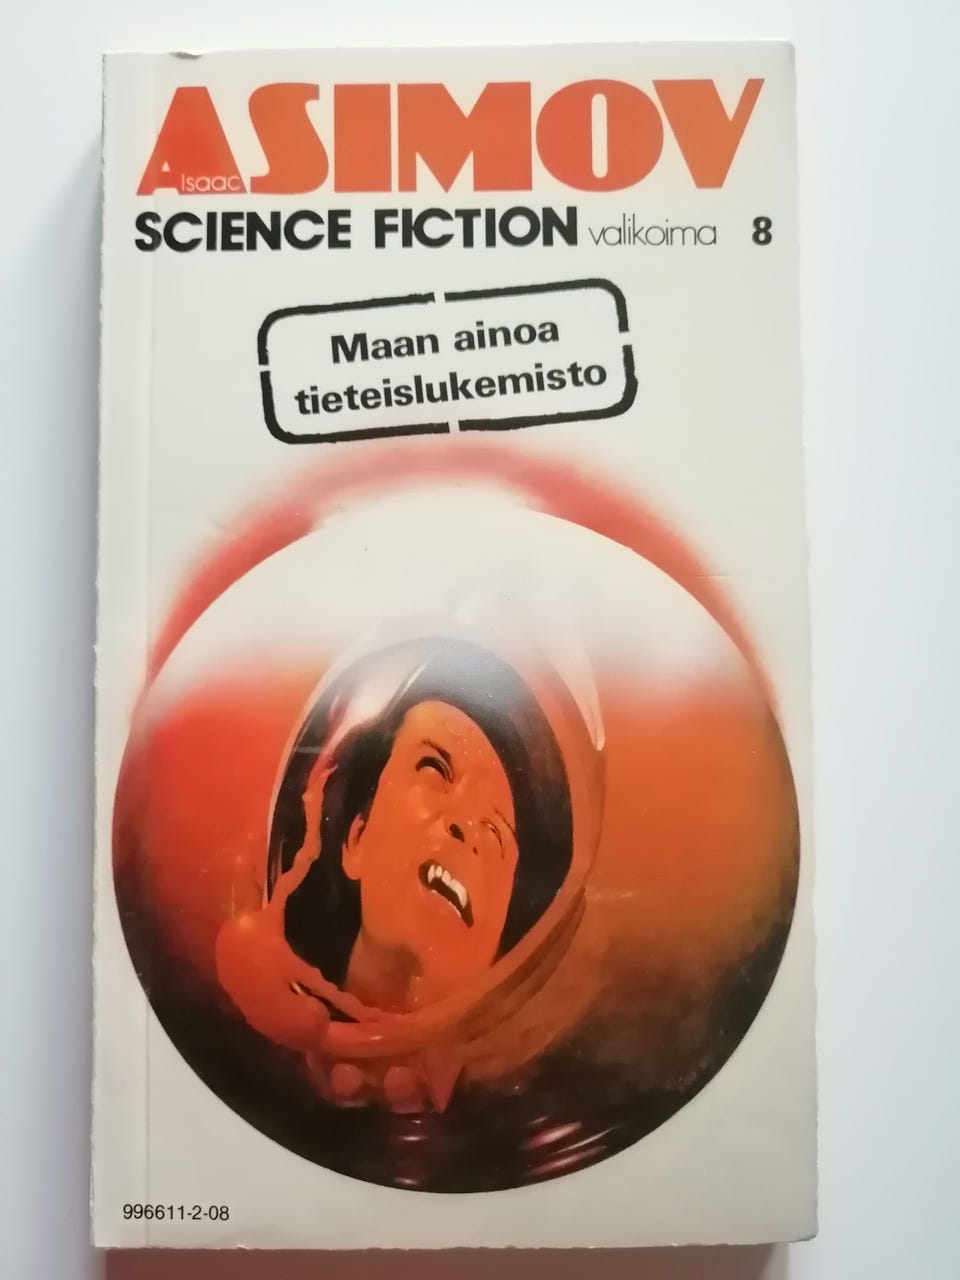 ASIMOV
Isaac
SCIENCE FICTION valikoima 8
Maan ainoa
tieteislukemisto
996611-2-08